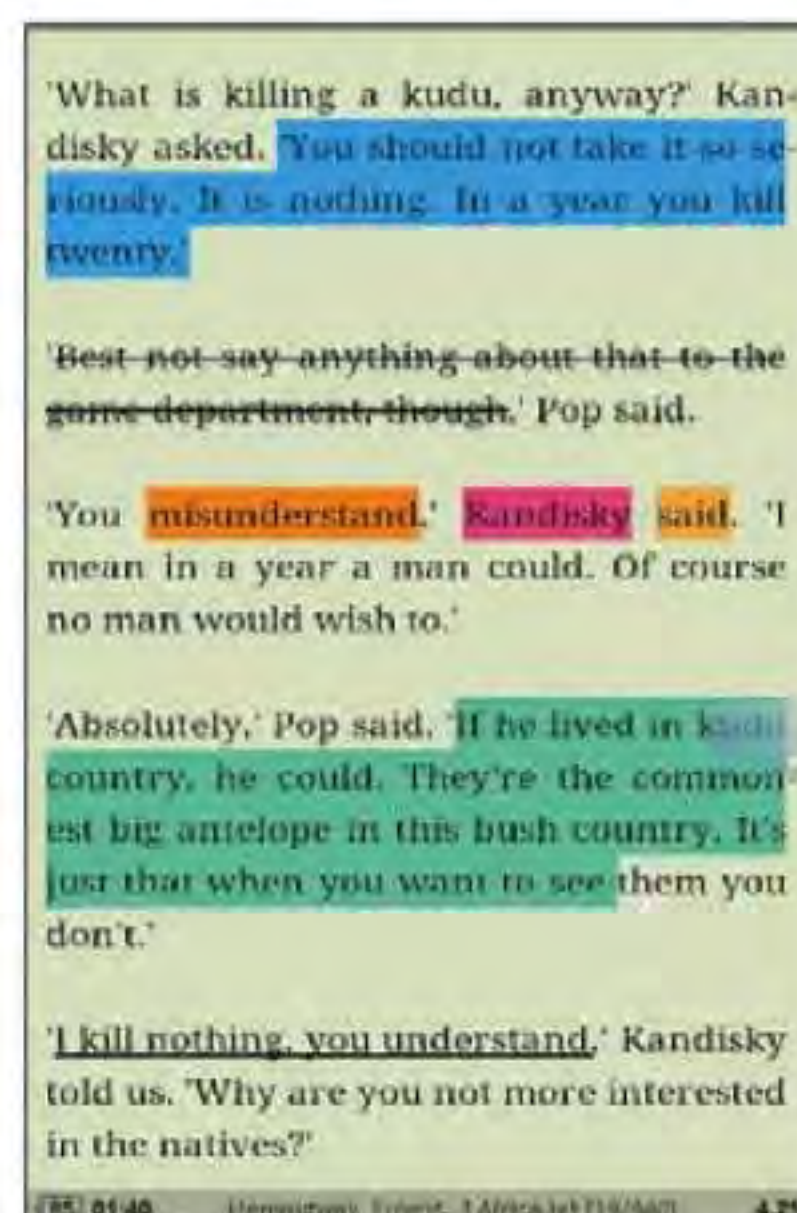 'What is killing a kudu, anyway?' Kan-
disky asked. 'You should not take it so se-
riously. It is nothing. In a year you kill
twenty.'
'Best not say anything about that to the
game department, though.' Pop said.
'You misunderstand.' Kandisky said. 'I
mean in a year a man could. Of course
no man would wish to.'
'Absolutely.' Pop said. 'If he lived in kudu
country, he could. They're the common-
est big antelope in this bush country. It's
just that when you want to see them you
don't.'
'I kill nothing, you understand.' Kandisky
told us. 'Why are you not more interested
in the natives?'
01:40